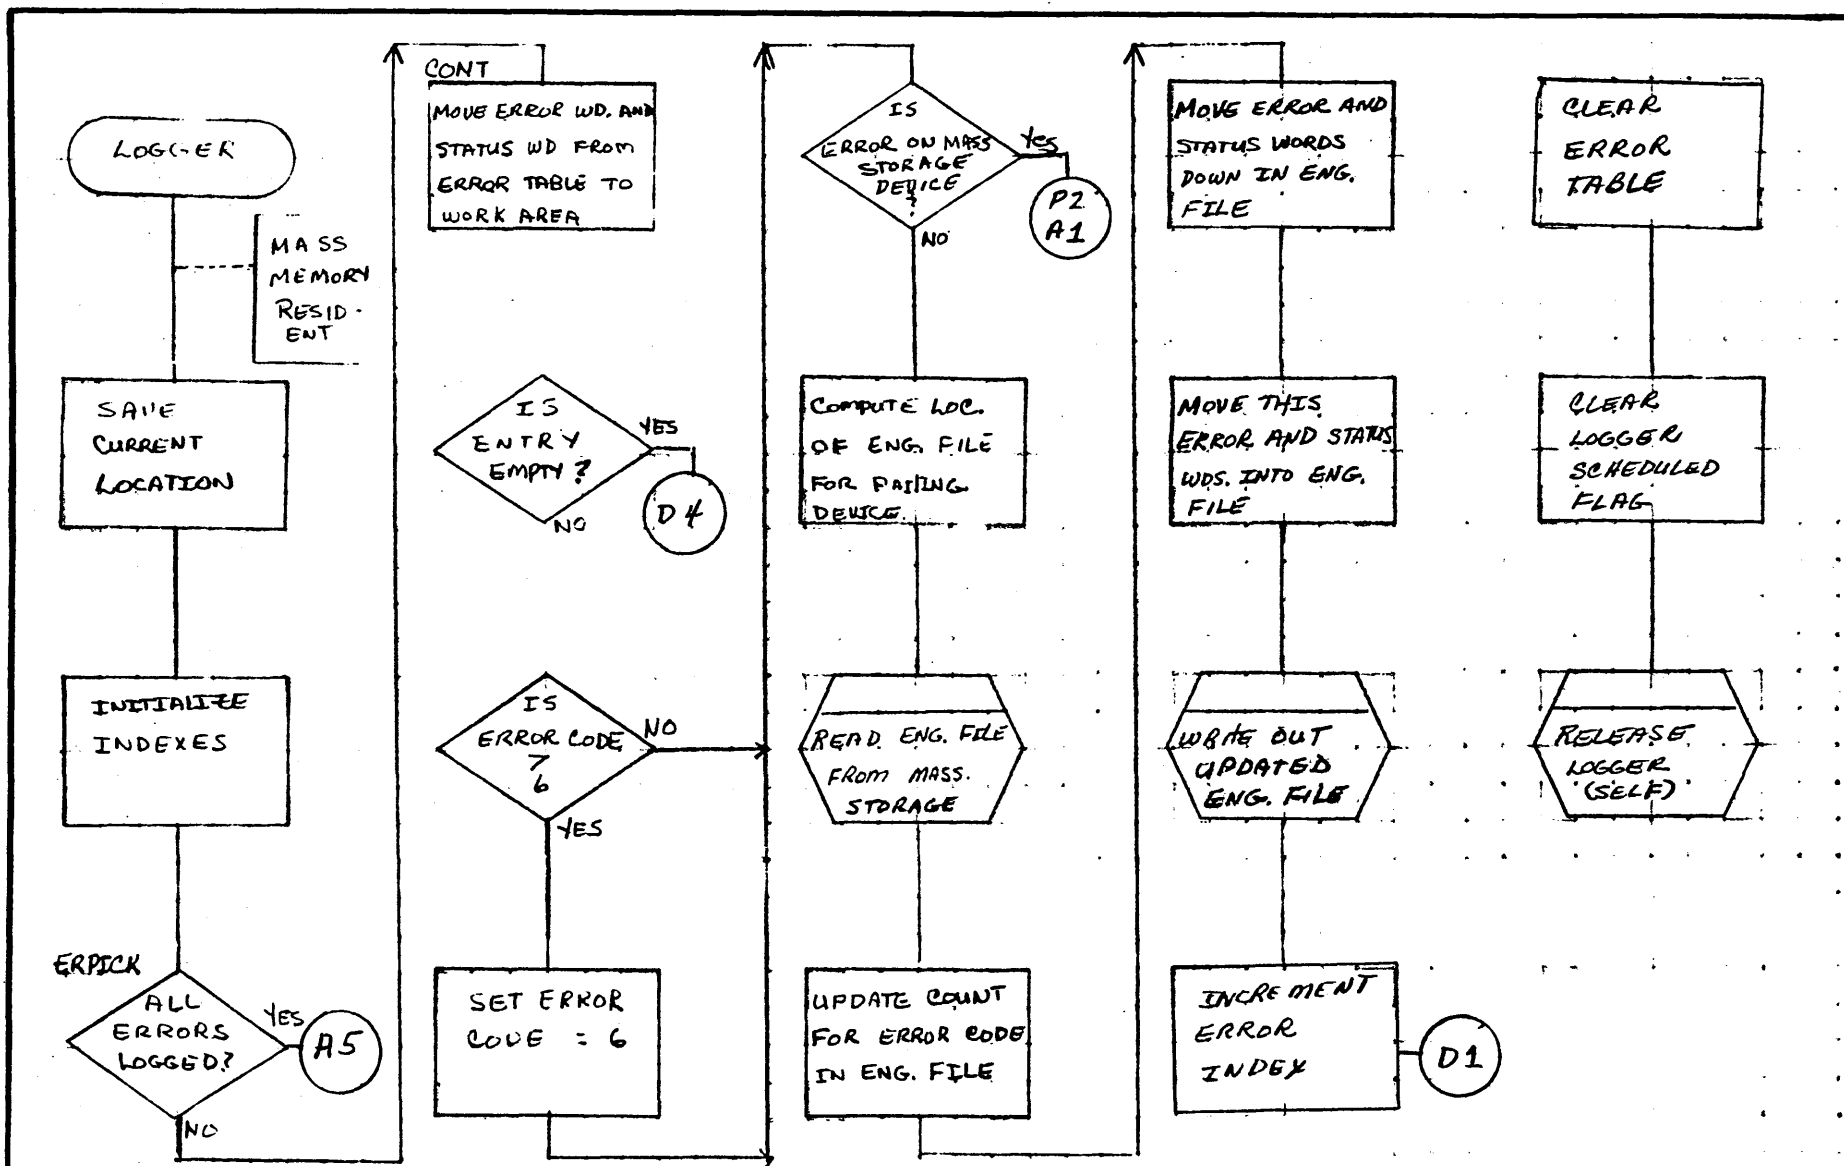 LOGGER
MASS
MEMORY
RESID-
ENT
SAVE
CURRENT
LOCATION
INITIALIZE
INDEXES
ERPICK
ALL
ERRORS
LOGGED?
YES
A5
NO
CONT
MOVE ERROR WD. AND
STATUS WD FROM
ERROR TABLE TO
WORK AREA
IS
ENTRY
EMPTY?
YES
D4
NO
IS
ERROR CODE
>
6
NO
YES
SET ERROR
CODE = 6
IS
ERROR ON MASS
STORAGE
DEVICE
?
Yes
P2
A1
NO
COMPUTE LOC.
OF ENG. FILE
FOR FAILING
DEVICE
READ ENG. FILE
FROM MASS.
STORAGE
UPDATE COUNT
FOR ERROR CODE
IN ENG. FILE
MOVE ERROR AND
STATUS WORDS
DOWN IN ENG.
FILE
MOVE THIS
ERROR AND STATUS
WDS. INTO ENG.
FILE
WRITE OUT
UPDATED
ENG. FILE
INCREMENT
ERROR
INDEX
D1
CLEAR
ERROR
TABLE
CLEAR
LOGGER
SCHEDULED
FLAG
RELEASE
LOGGER
(SELF)